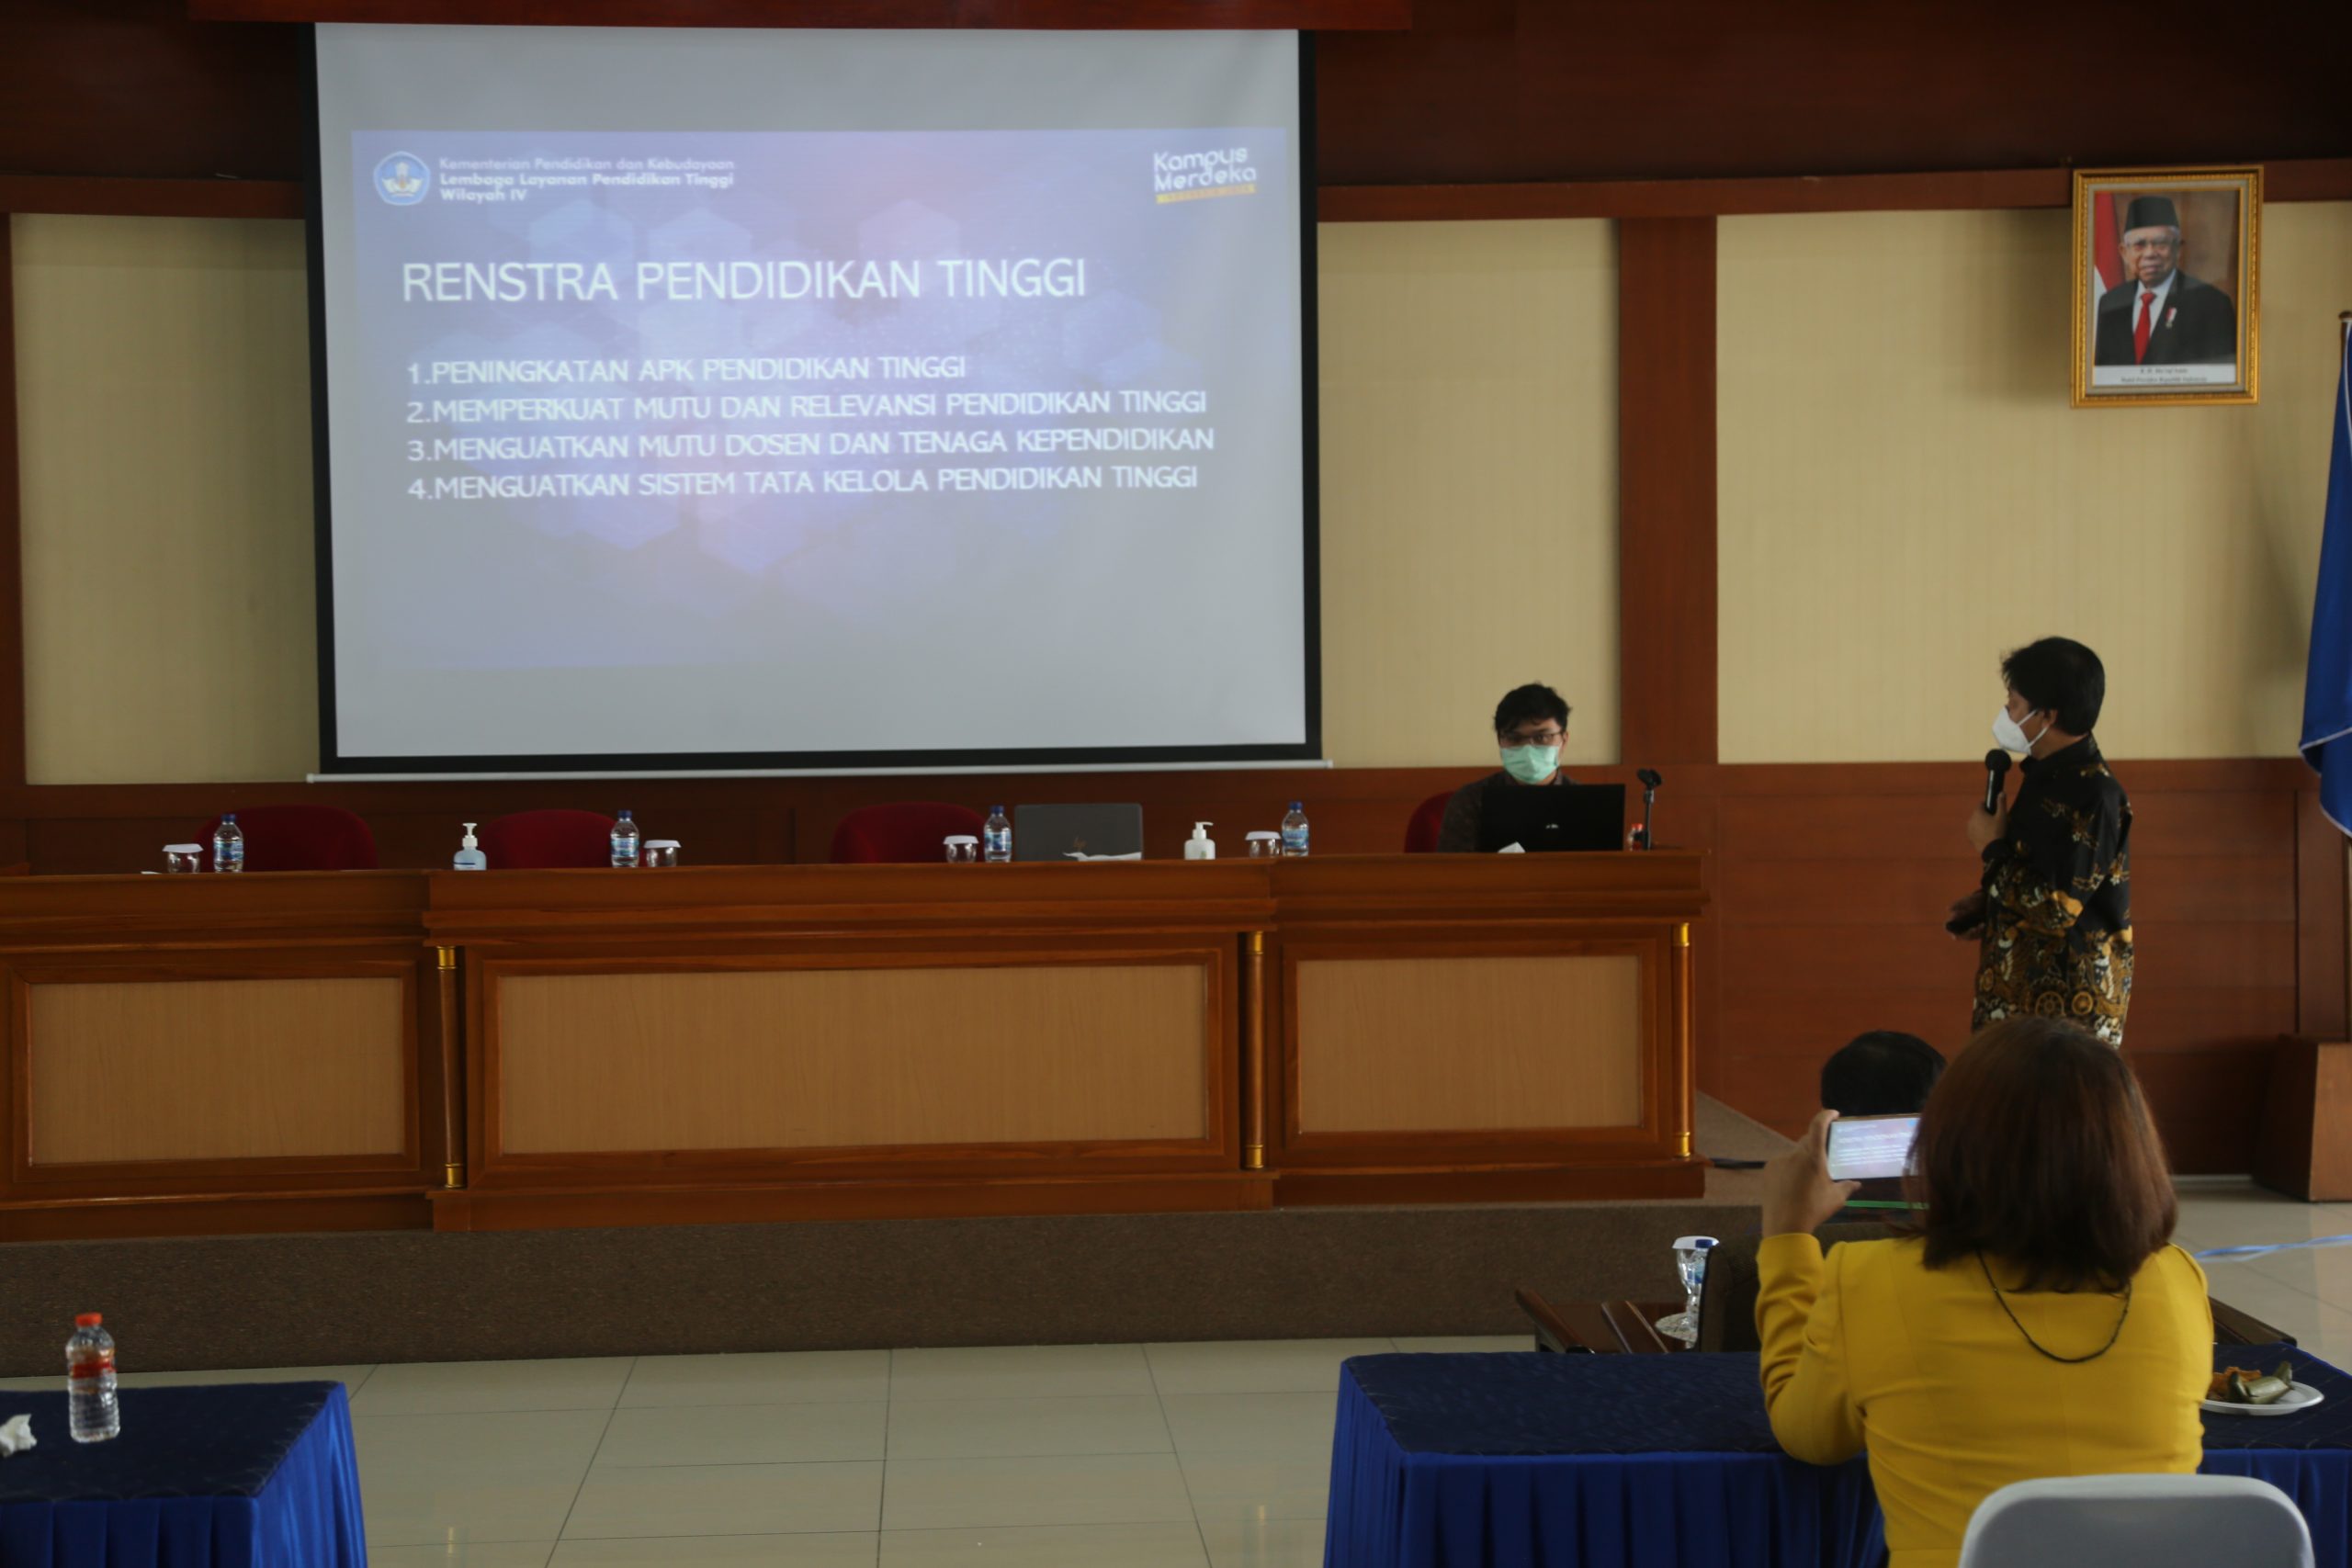 Kementerian Pendidikan dan Kebudayaan
Lembaga Layanan Pendidikan Tinggi
Wilayah IV
Kampus
Merdeka
RENSTRA PENDIDIKAN TINGGI
1.PENINGKATAN APK PENDIDIKAN TINGGI
2.MEMPERKUAT MUTU DAN RELEVANSI PENDIDIKAN TINGGI
3.MENGUATKAN MUTU DOSEN DAN TENAGA KEPENDIDIKAN
4.MENGUATKAN SISTEM TATA KELOLA PENDIDIKAN TINGGI